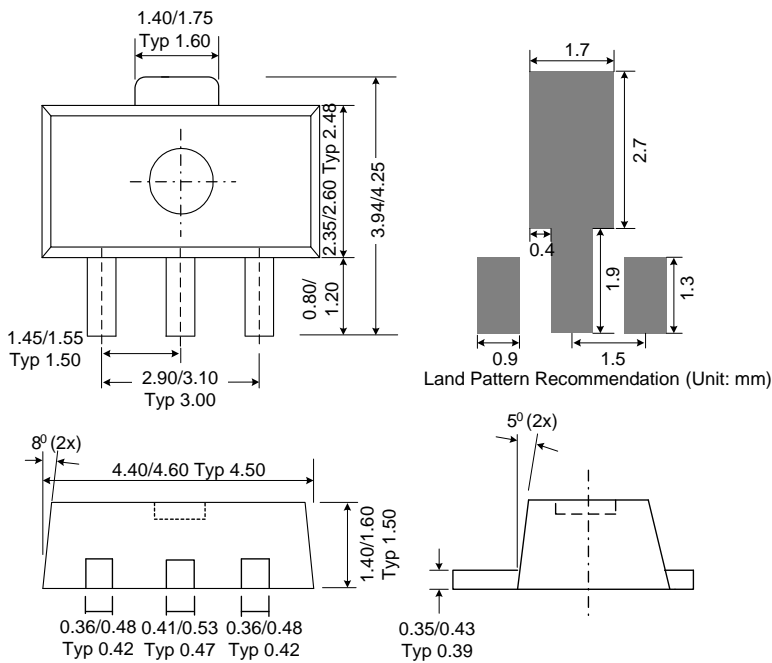 1.40/1.75
Typ 1.60
2.35/2.60 Typ 2.48
3.94/4.25
0.80/
1.20
1.45/1.55
Typ 1.50
2.90/3.10
Typ 3.00
1.7
2.7
0.4
1.9
1.3
0.9
1.5
Land Pattern Recommendation (Unit: mm)
8⁰ (2x)
4.40/4.60 Typ 4.50
1.40/1.60
Typ 1.50
0.36/0.48
Typ 0.42
0.41/0.53
Typ 0.47
0.36/0.48
Typ 0.42
5⁰ (2x)
0.35/0.43
Typ 0.39